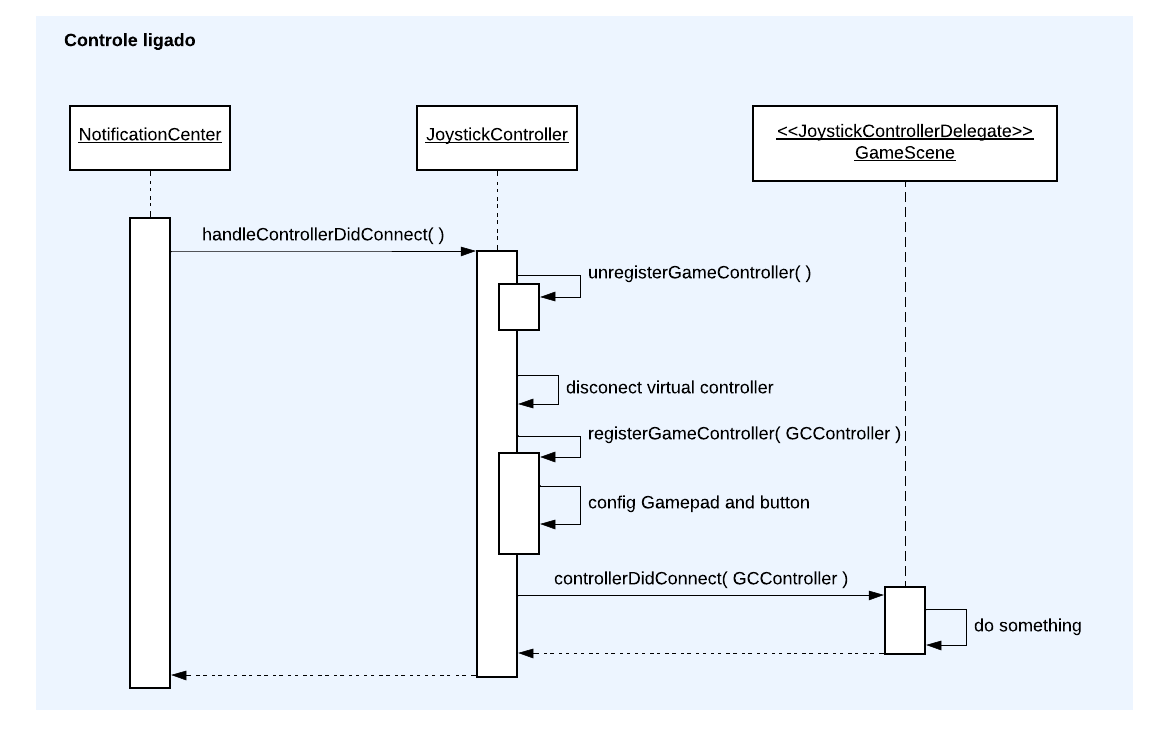 Controle ligado
NotificationCenter
JoystickController
<<JoystickControllerDelegate>>
GameScene
handleControllerDidConnect( )
unregisterGameController( )
disconect virtual controller
registerGameController( GCController )
config Gamepad and button
controllerDidConnect( GCController )
do something